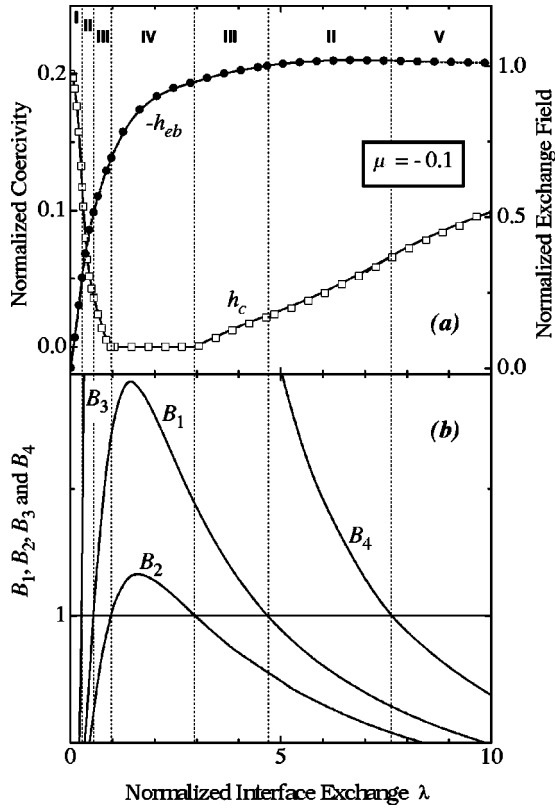 I II III IV III II V
0.2
0.1
0.0
Normalized Coercivity
1.0
0.5
0.0
Normalized Exchange Field
-h_eb
μ = - 0.1
h_c
(a)
B_3
B_1
(b)
B_2
B_4
B_1, B_2, B_3 and B_4
1
0 5 10
Normalized Interface Exchange λ